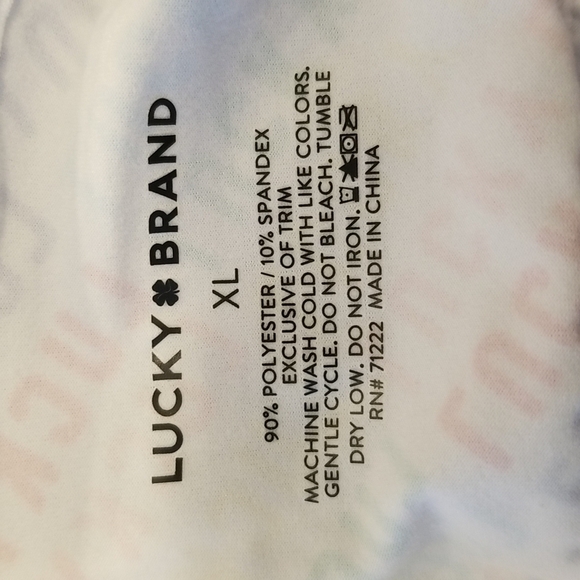 LUCKY BRAND
XL
90% POLYESTER / 10% SPANDEX
EXCLUSIVE OF TRIM
MACHINE WASH COLD WITH LIKE COLORS.
GENTLE CYCLE. DO NOT BLEACH. TUMBLE
DRY LOW. DO NOT IRON.
RN# 71222 MADE IN CHINA